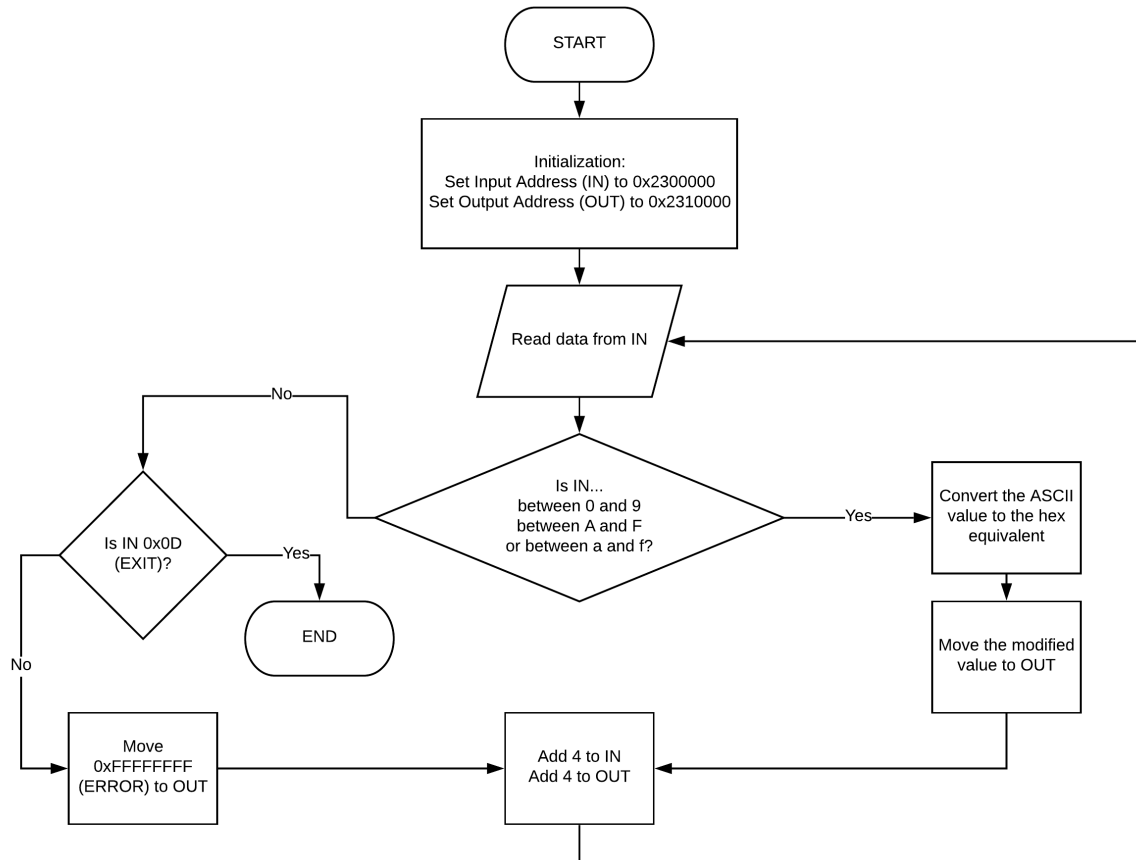 START
Initialization:
Set Input Address (IN) to 0x2300000
Set Output Address (OUT) to 0x2310000
Read data from IN
No
Is IN...
between 0 and 9
between A and F
or between a and f?
Yes
Convert the ASCII
value to the hex
equivalent
Is IN 0x0D
(EXIT)?
Yes
END
Move the modified
value to OUT
No
Move
0xFFFFFFFF
(ERROR) to OUT
Add 4 to IN
Add 4 to OUT